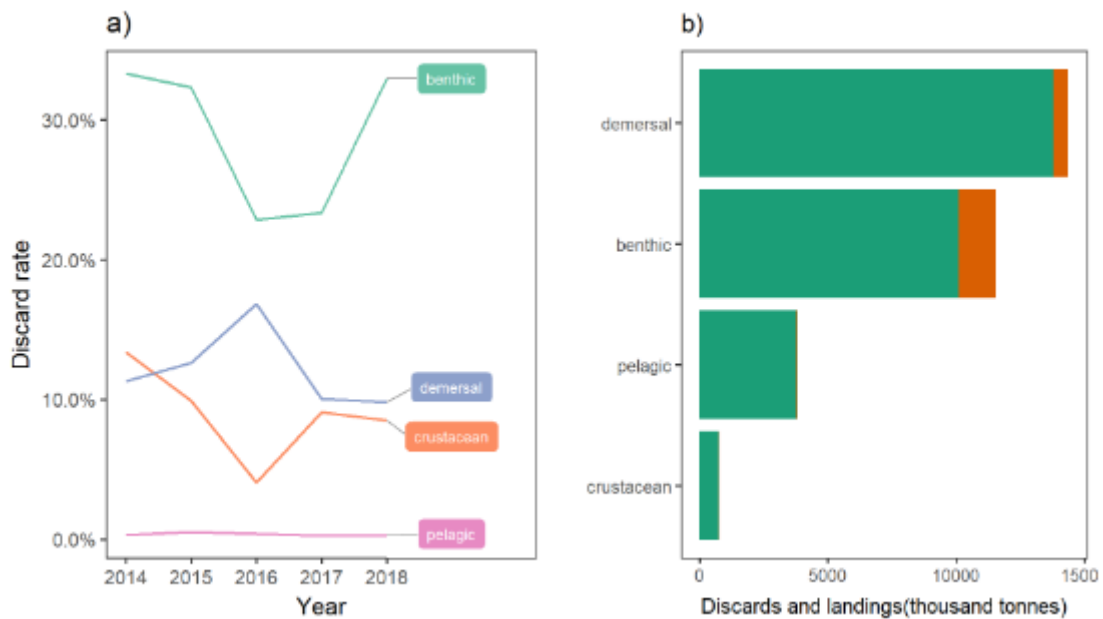 a)
Discard rate
30.0%
20.0%
10.0%
0.0%
benthic
demersal
crustacean
pelagic
2014 2015 2016 2017 2018
Year
b)
demersal
benthic
pelagic
crustacean
0 5000 10000 1500
Discards and landings(thousand tonnes)